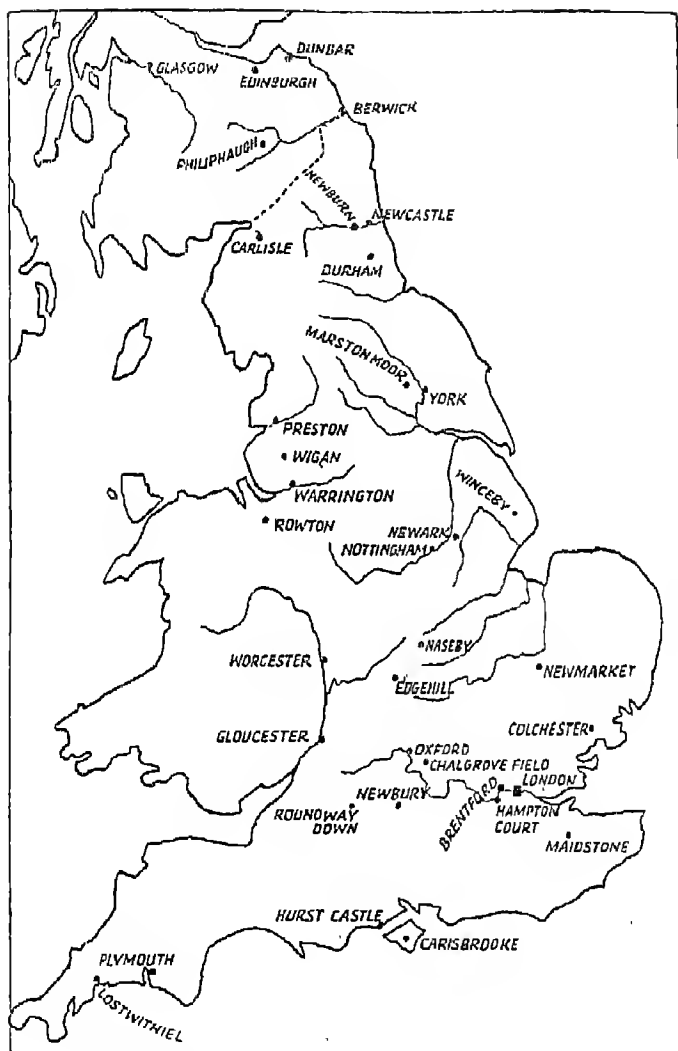 DUNBAR
GLASGOW
EDINBURGH
BERWICK
PHILIPHAUGH
NEWBURN
NEWCASTLE
CARLISLE
DURHAM
MARSTON MOOR
YORK
PRESTON
WIGAN
WINCEBY
WARRINGTON
ROWTON
NEWARK
NOTTINGHAM
NASEBY
WORCESTER
NEWMARKET
EDGEHILL
COLCHESTER
GLOUCESTER
OXFORD
CHALGROVE FIELD
LONDON
BRENTFORD
NEWBURY
ROUNDWAY
DOWN
HAMPTON
COURT
MAIDSTONE
HURST CASTLE
CARISBROOKE
PLYMOUTH
LOSTWITHIEL